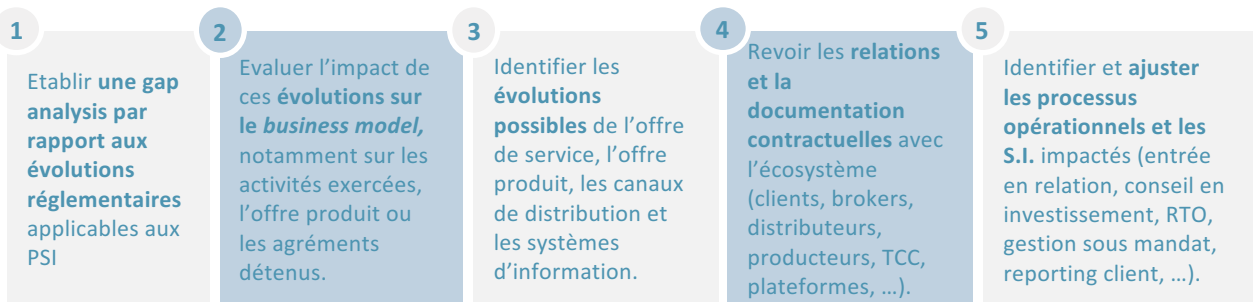 1
Etablir une gap
analysis par
rapport aux
évolutions
réglementaires
applicables aux
PSI
2
Evaluer l’impact de
ces évolutions sur
le business model,
notamment sur les
activités exercées,
l’offre produit ou
les agréments
détenus.
3
Identifier les
évolutions
possibles de l’offre
de service, l’offre
produit, les canaux
de distribution et
les systèmes
d’information.
4
Revoir les relations
et la
documentation
contractuelles avec
l’écosystème
(clients, brokers,
distributeurs,
producteurs, TCC,
plateformes, …).
5
Identifier et ajuster
les processus
opérationnels et les
S.I. impactés (entrée
en relation, conseil en
investissement, RTO,
gestion sous mandat,
reporting client, …).